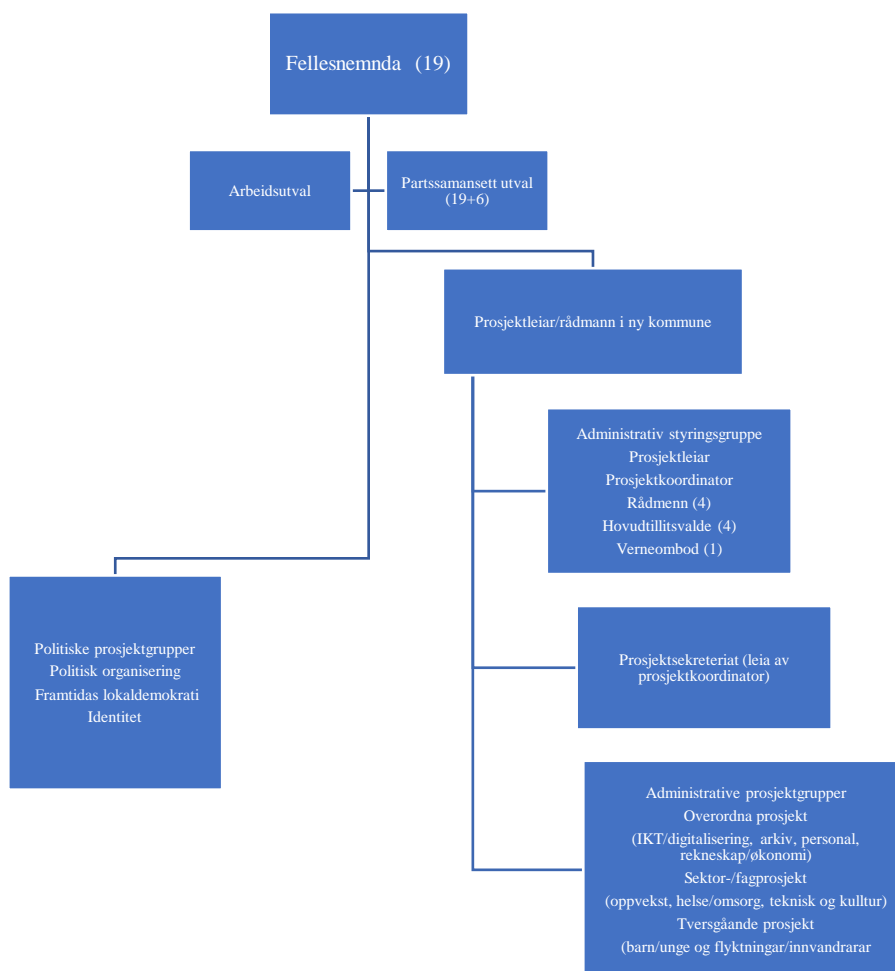 Fellesnemnda (19)
Arbeidsutval
Partssamansett utval
(19+6)
Prosjektleiar/rådmann i ny kommune
Administrativ styringsgruppe
Prosjektleiar
Prosjektkoordinator
Rådmenn (4)
Hovudtillitsvalde (4)
Verneombod (1)
Politiske prosjektgrupper
Politisk organisering
Framtidas lokaldemokrati
Identitet
Prosjektsekreteriat (leia av
prosjektkoordinator)
Administrative prosjektgrupper
Overordna prosjekt
(IKT/digitalisering, arkiv, personal,
rekneskap/økonomi)
Sektor-/fagprosjekt
(oppvekst, helse/omsorg, teknisk og kulltur)
Tversgåande prosjekt
(barn/unge og flyktningar/innvandrarar